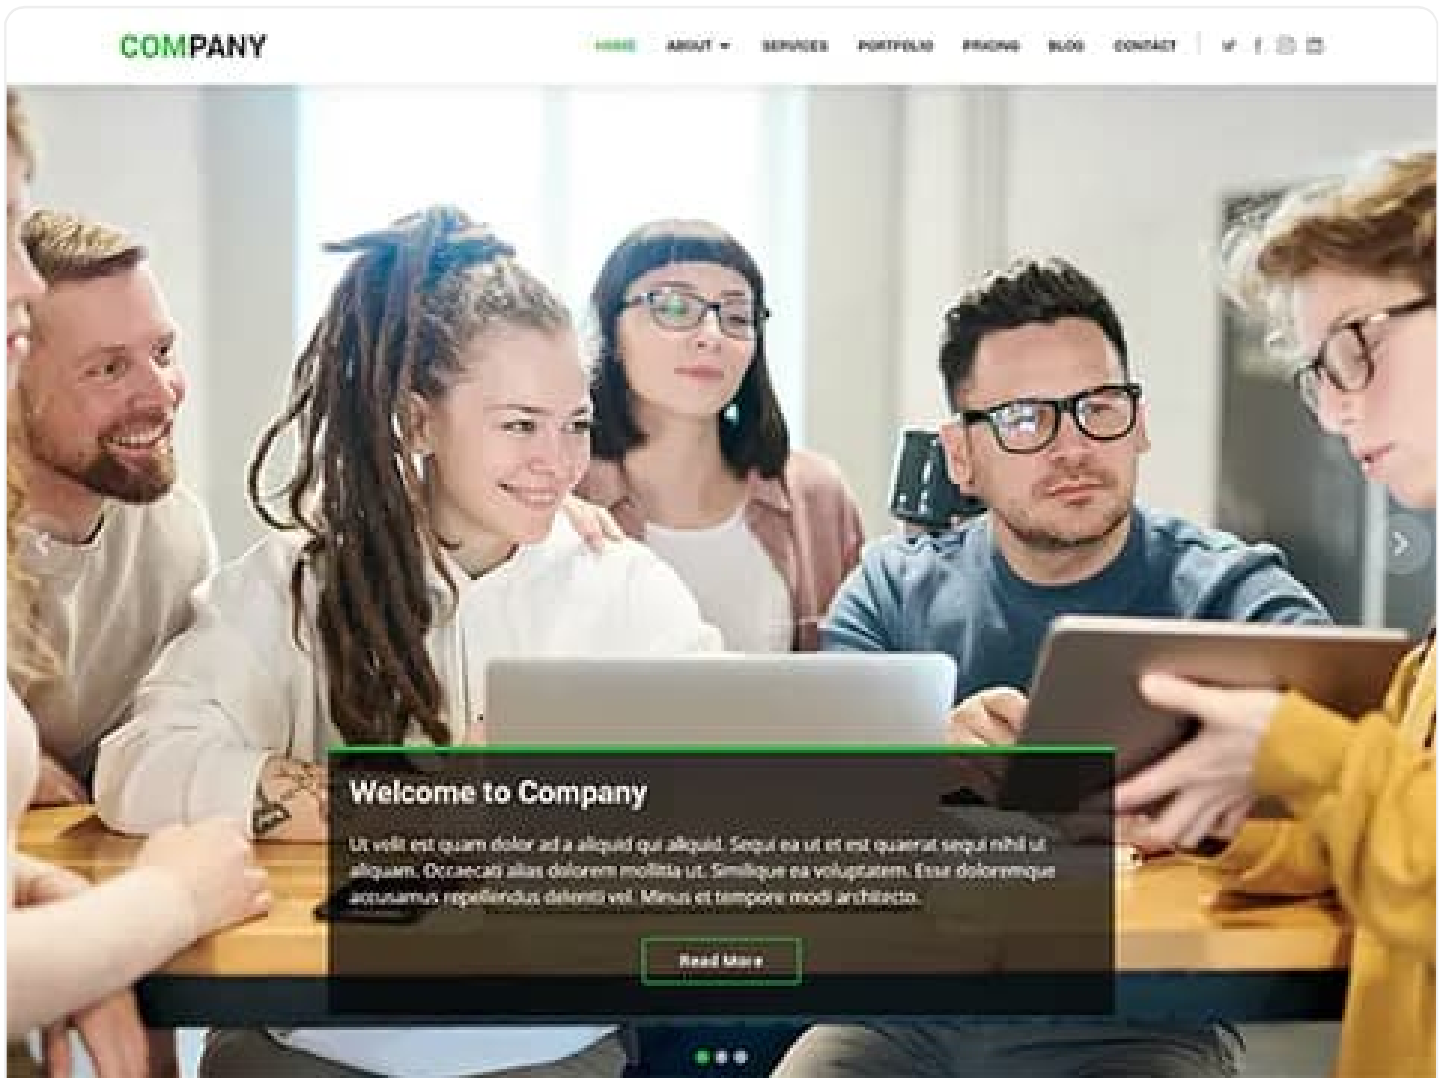 COMPANY
HOME ABOUT SERVICES PORTFOLIO PRICING BLOG CONTACT
Welcome to Company
Ut velit est quam dolor ad a aliquid qui aliquid. Sequi ea ut et est quaerat sequi nihil ut
aliquam. Occaecati alias dolorem mollitia ut. Similique ea voluptatem. Esse doloremque
accusamus repellendus deleniti vel. Minus et tempore modi architecto.
Read More